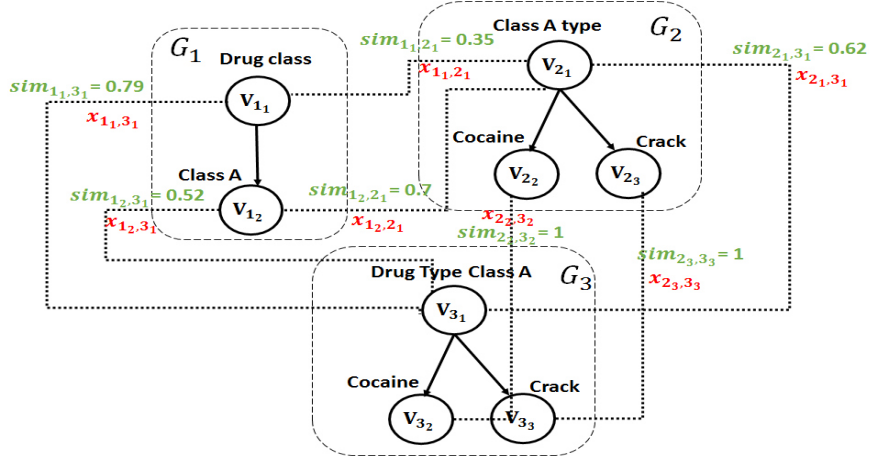 Class A type
G₁
Drug class
sim₁₁,₂₁ = 0.35
G₂
sim₂₁,₃₁ = 0.62
x₁₁,₂₁
V₂₁
x₂₁,₃₁
sim₁₁,₃₁ = 0.79
V₁₁
x₁₁,₃₁
Cocaine
Crack
Class A
V₂₂
V₂₃
sim₁₂,₃₁ = 0.52
sim₁₂,₂₁ = 0.7
V₁₂
x₁₂,₃₁
x₁₂,₂₁
x₂₂,₃₂
sim₂₂,₃₂ = 1
sim₂₃,₃₃ = 1
Drug Type Class A
G₃
x₂₃,₃₃
V₃₁
Cocaine
Crack
V₃₂
V₃₃